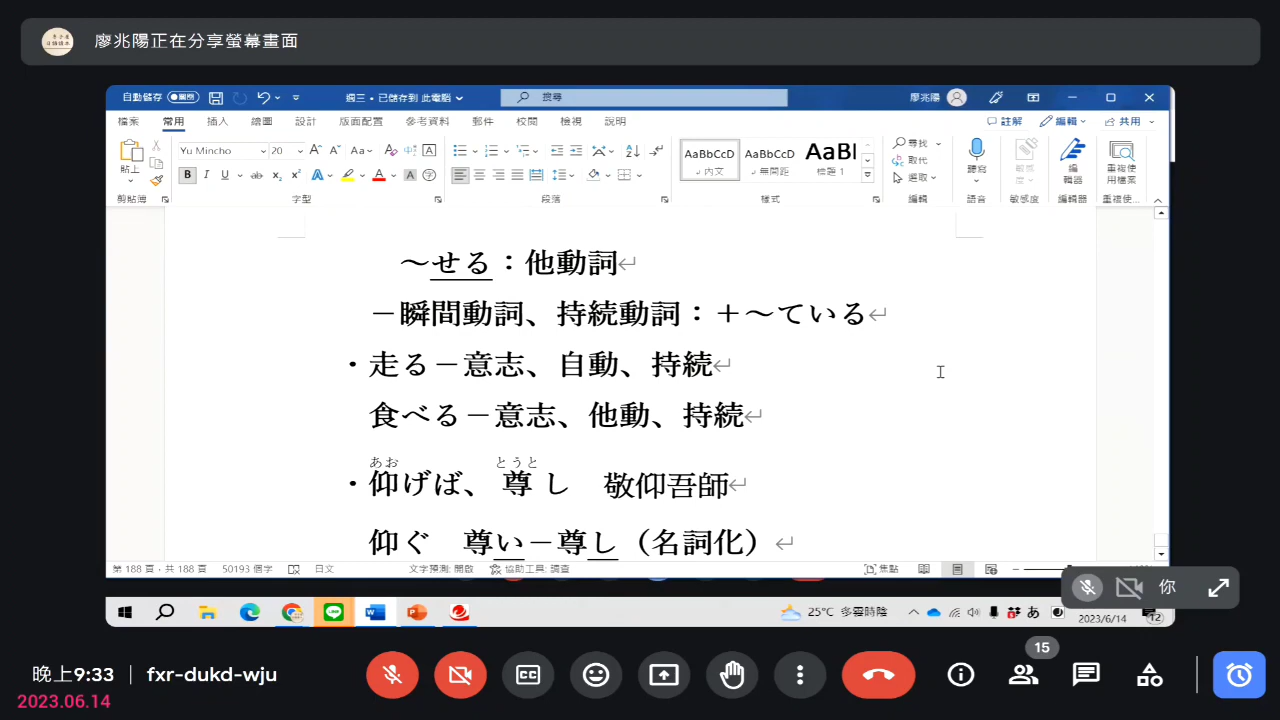 廖兆陽正在分享螢幕畫面
自動儲存 週三 • 已儲存到 此電腦 搜尋 廖兆陽
檔案 常用 插入 繪圖 設計 版面配置 參考資料 郵件 校閱 檢視 說明 註解 編輯 共用
貼上 Yu Mincho 20 AaBbCcD AaBbCcD AaBl 尋找 取代 選取 聽寫 編輯器 重複使用檔案
內文 無間距 標題 1
剪貼簿 字型 段落 樣式 編輯 語音 敏感度 編輯器 重複使...
～せる：他動詞
－瞬間動詞、持続動詞：＋～ている
・走る－意志、自動、持続
食べる－意志、他動、持続
あお とうと
・仰げば、尊し 敬仰吾師
仰ぐ 尊い－尊し（名詞化）
第 188 頁，共 188 頁 50193 個字 日文 文字預測: 開啟 協助工具: 調查 焦點
你
25°C 多雲時陰 あ 2023/6/14 12
15
晚上9:33 | fxr-dukd-wju
2023.06.14